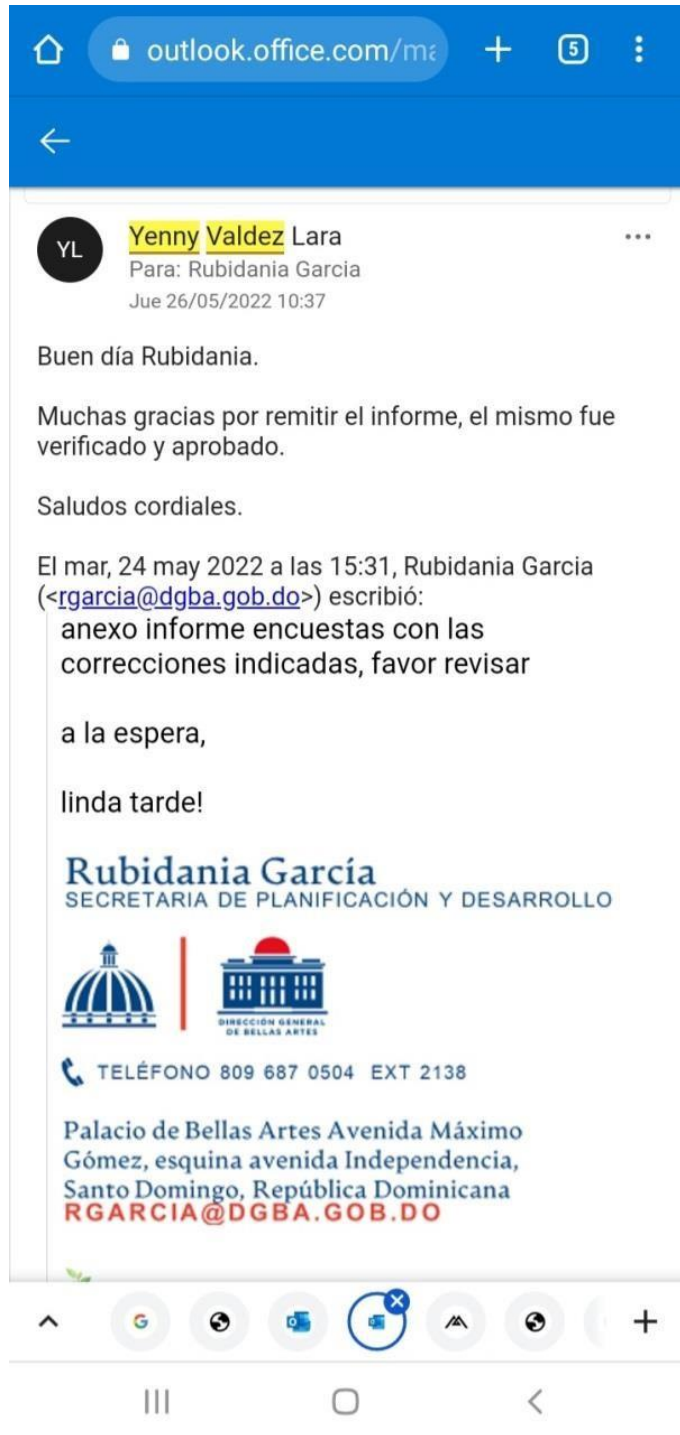 outlook.office.com/ma
5
YL
Yenny Valdez Lara
Para: Rubidania Garcia
Jue 26/05/2022 10:37
Buen día Rubidania.
Muchas gracias por remitir el informe, el mismo fue
verificado y aprobado.
Saludos cordiales.
El mar, 24 may 2022 a las 15:31, Rubidania Garcia
(<rgarcia@dgba.gob.do>) escribió:
anexo informe encuestas con las
correcciones indicadas, favor revisar
a la espera,
linda tarde!
Rubidania García
SECRETARIA DE PLANIFICACIÓN Y DESARROLLO
DIRECCIÓN GENERAL
DE BELLAS ARTES
TELÉFONO 809 687 0504 EXT 2138
Palacio de Bellas Artes Avenida Máximo
Gómez, esquina avenida Independencia,
Santo Domingo, República Dominicana
RGARCIA@DGBA.GOB.DO